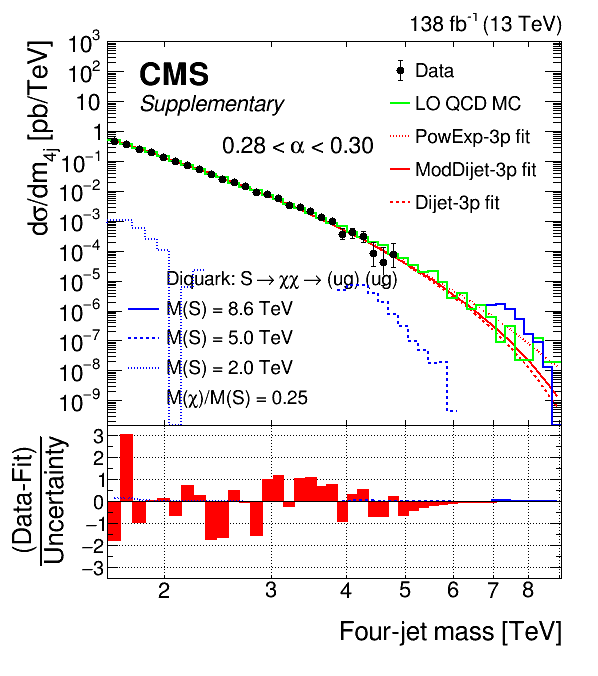 138 fb⁻¹ (13 TeV)
CMS
Supplementary
0.28 < α < 0.30
Data
LO QCD MC
PowExp-3p fit
ModDijet-3p fit
Dijet-3p fit
dσ/dm₄ⱼ [pb/TeV]
10³
10²
10
1
10⁻¹
10⁻²
10⁻³
10⁻⁴
10⁻⁵
10⁻⁶
10⁻⁷
10⁻⁸
10⁻⁹
Diquark: S → χχ → (ug) (ug)
M(S) = 8.6 TeV
M(S) = 5.0 TeV
M(S) = 2.0 TeV
M(χ)/M(S) = 0.25
(Data-Fit)
Uncertainty
3
2
1
0
−1
−2
−3
2 3 4 5 6 7 8
Four-jet mass [TeV]